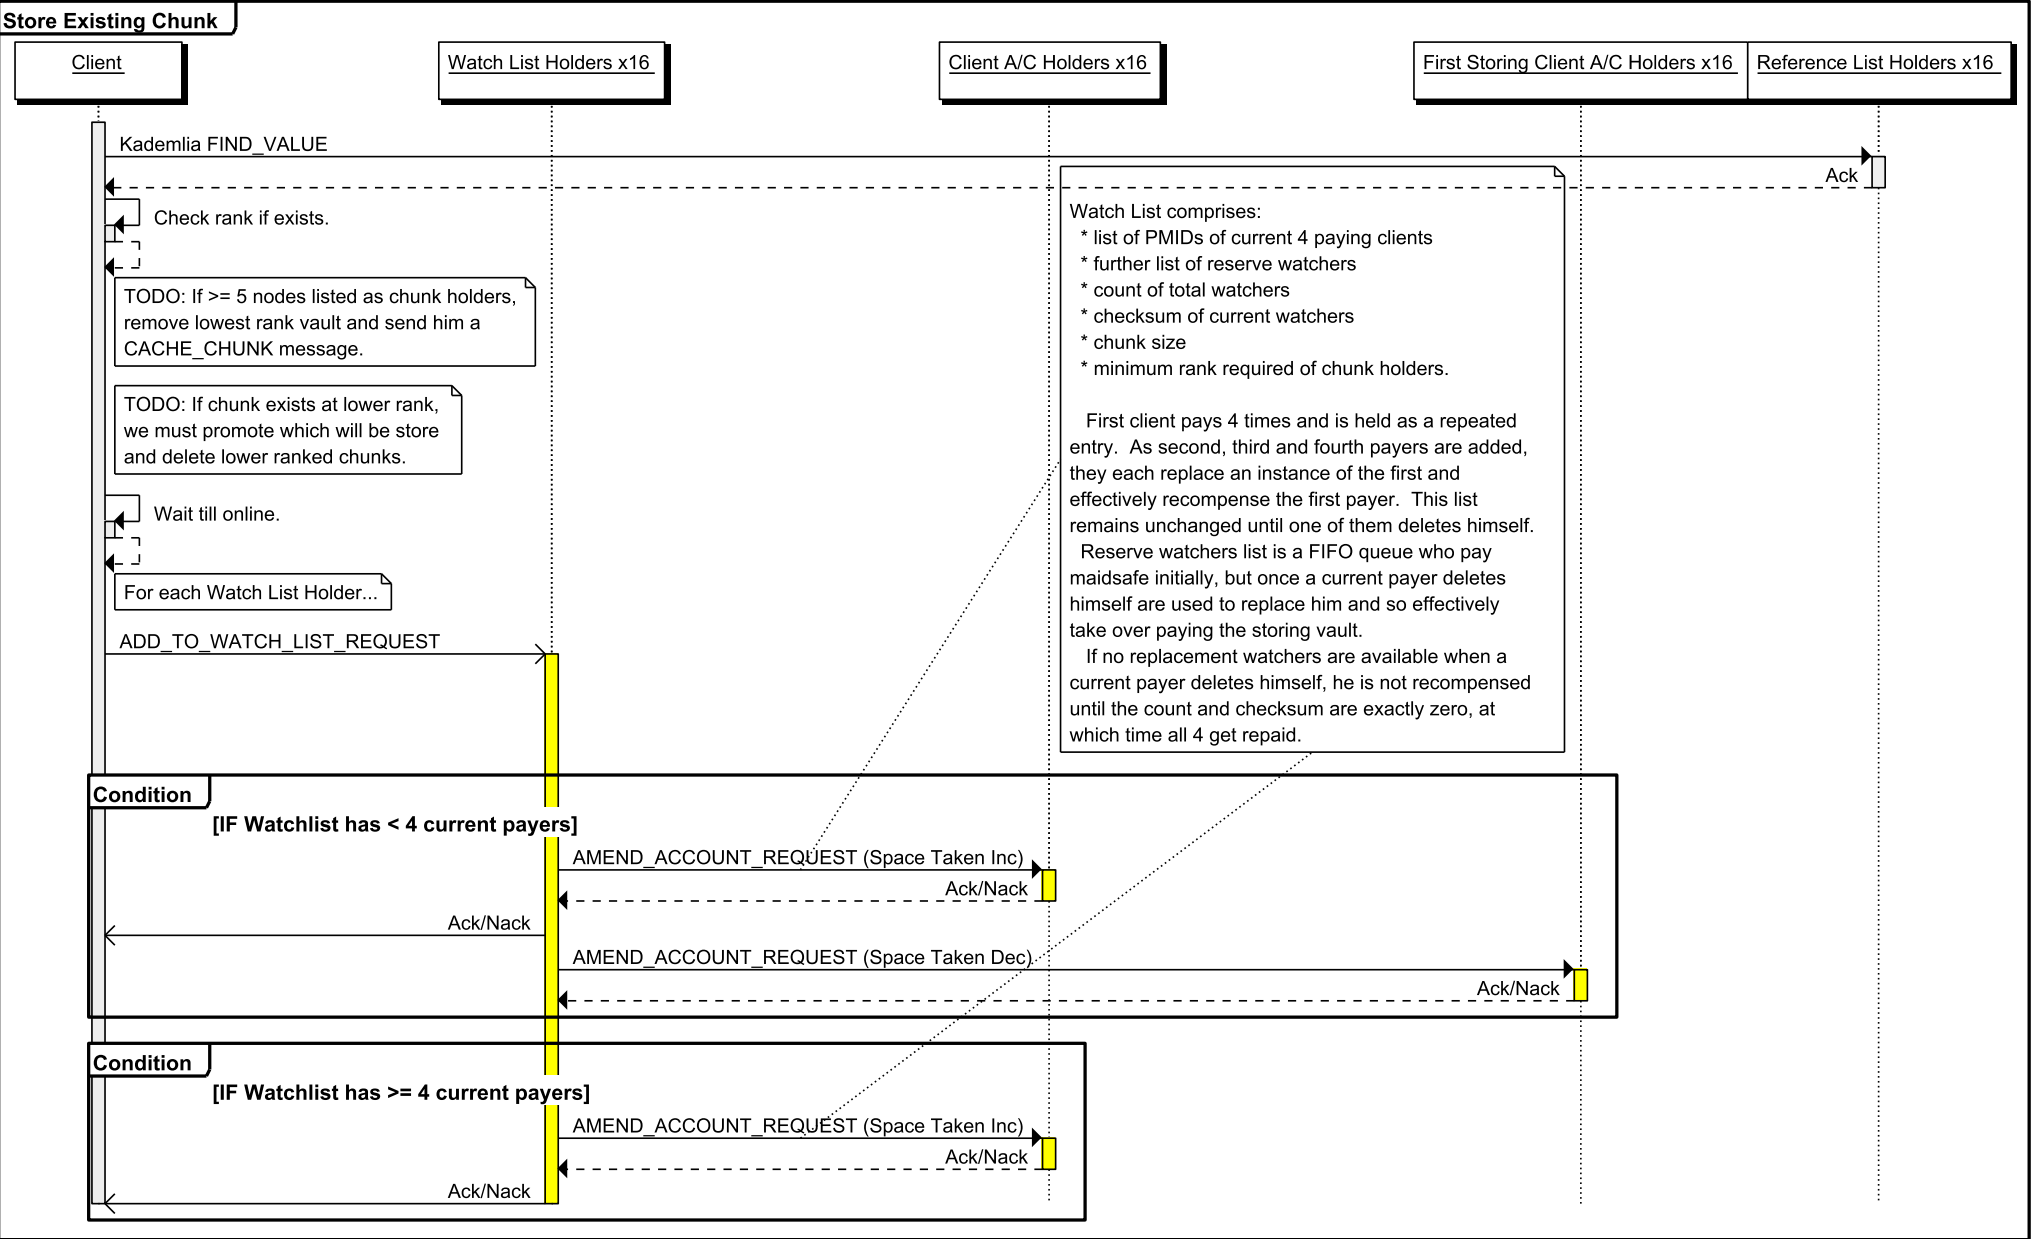 Store Existing Chunk
Client
Watch List Holders x16
Client A/C Holders x16
First Storing Client A/C Holders x16
Reference List Holders x16
Kademlia FIND_VALUE
Ack
Check rank if exists.
TODO: If >= 5 nodes listed as chunk holders,
remove lowest rank vault and send him a
CACHE_CHUNK message.
TODO: If chunk exists at lower rank,
we must promote which will be store
and delete lower ranked chunks.
Wait till online.
For each Watch List Holder...
ADD_TO_WATCH_LIST_REQUEST
Watch List comprises:
* list of PMIDs of current 4 paying clients
* further list of reserve watchers
* count of total watchers
* checksum of current watchers
* chunk size
* minimum rank required of chunk holders.
First client pays 4 times and is held as a repeated
entry.  As second, third and fourth payers are added,
they each replace an instance of the first and
effectively recompense the first payer.  This list
remains unchanged until one of them deletes himself.
Reserve watchers list is a FIFO queue who pay
maidsafe initially, but once a current payer deletes
himself are used to replace him and so effectively
take over paying the storing vault.
If no replacement watchers are available when a
current payer deletes himself, he is not recompensed
until the count and checksum are exactly zero, at
which time all 4 get repaid.
Condition
[IF Watchlist has < 4 current payers]
AMEND_ACCOUNT_REQUEST (Space Taken Inc)
Ack/Nack
Ack/Nack
AMEND_ACCOUNT_REQUEST (Space Taken Dec)
Ack/Nack
Condition
[IF Watchlist has >= 4 current payers]
AMEND_ACCOUNT_REQUEST (Space Taken Inc)
Ack/Nack
Ack/Nack